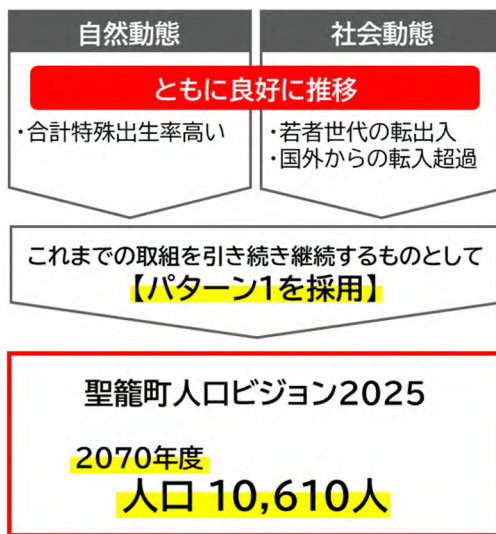 自然動態
社会動態
ともに良好に推移
・合計特殊出生率高い
・若者世代の転出入
・国外からの転入超過
これまでの取組を引き続き継続するものとして
【パターン1を採用】
聖籠町人口ビジョン2025
2070年度
人口 10,610人